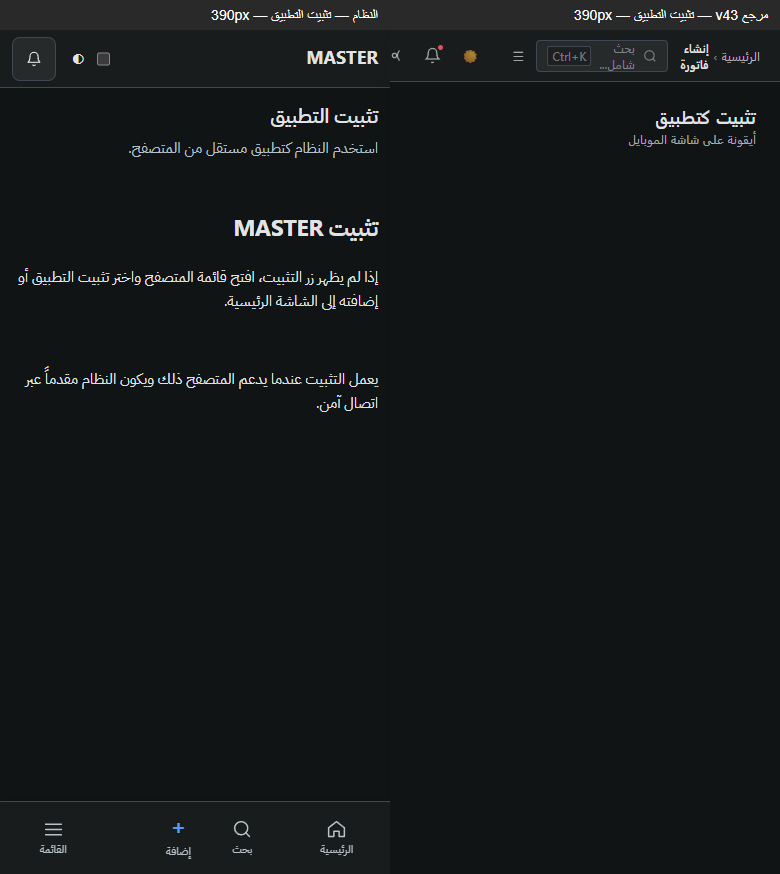 مرجع v43 — تثبيت التطبيق — 390px
الرئيسية › إنشاء فاتورة
بحث شامل...
Ctrl+K
تثبيت كتطبيق
أيقونة على شاشة الموبايل
النظام — تثبيت التطبيق — 390px
MASTER
تثبيت التطبيق
استخدم النظام كتطبيق مستقل من المتصفح.
تثبيت MASTER
إذا لم يظهر زر التثبيت، افتح قائمة المتصفح واختر تثبيت التطبيق أو
إضافته إلى الشاشة الرئيسية.
يعمل التثبيت عندما يدعم المتصفح ذلك ويكون النظام مقدماً عبر
اتصال آمن.
الرئيسية
بحث
إضافة
القائمة